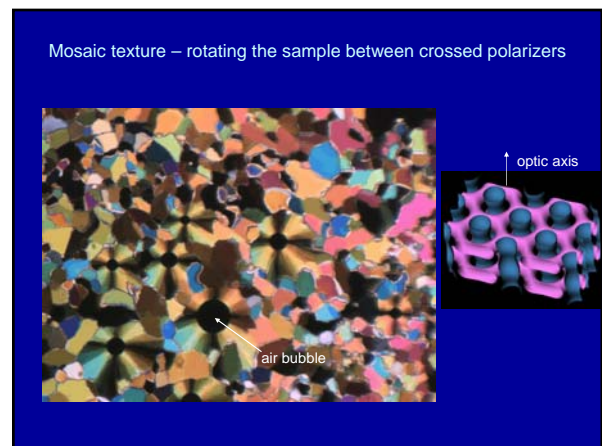 Mosaic texture – rotating the sample between crossed polarizers
optic axis
air bubble